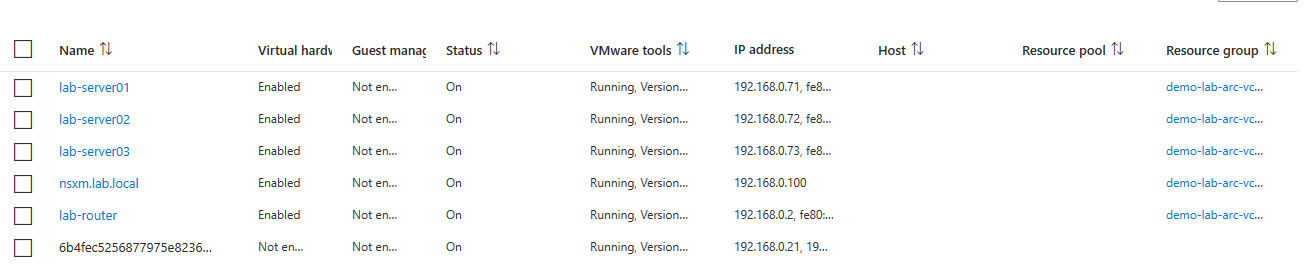 Name Virtual hardw Guest manag Status VMware tools IP address Host Resource pool Resource group
lab-server01 Enabled Not en... On Running, Version... 192.168.0.71, fe8... demo-lab-arc-vc...
lab-server02 Enabled Not en... On Running, Version... 192.168.0.72, fe8... demo-lab-arc-vc...
lab-server03 Enabled Not en... On Running, Version... 192.168.0.73, fe8... demo-lab-arc-vc...
nsxm.lab.local Enabled Not en... On Running, Version... 192.168.0.100 demo-lab-arc-vc...
lab-router Enabled Not en... On Running, Version... 192.168.0.2, fe80:... demo-lab-arc-vc...
6b4fec5256877975e8236... Not en... Not en... On Running, Version... 192.168.0.21, 19...